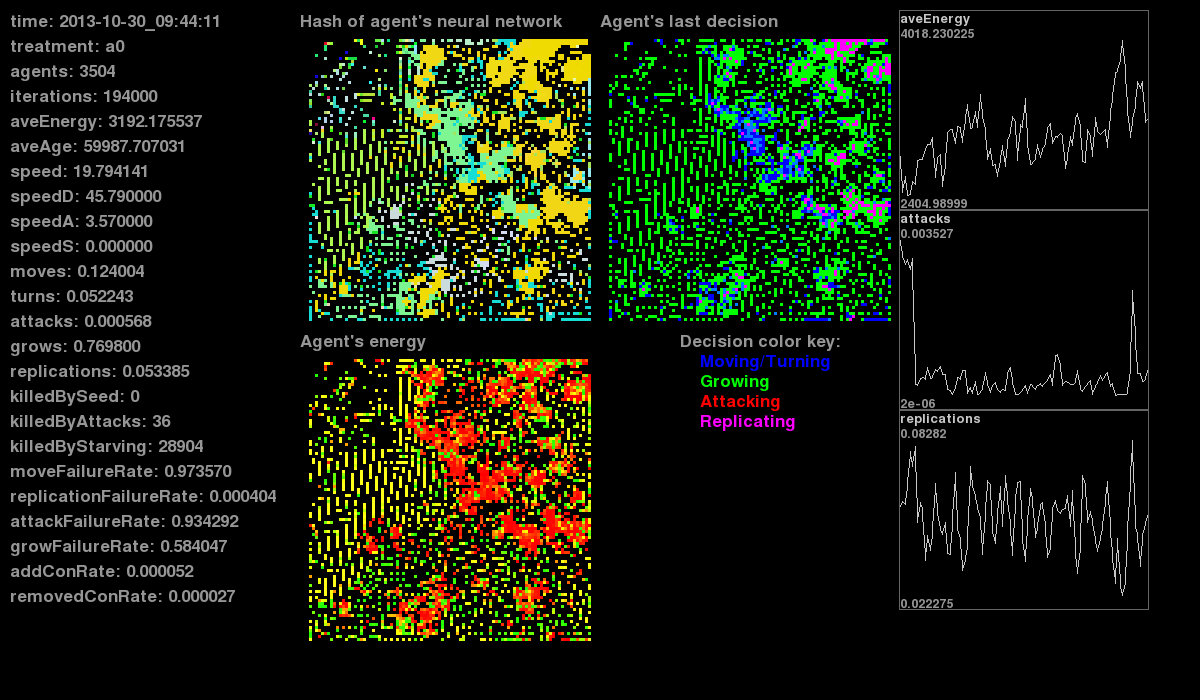 time: 2013-10-30_09:44:11
treatment: a0
agents: 3504
iterations: 194000
aveEnergy: 3192.175537
aveAge: 59987.707031
speed: 19.794141
speedD: 45.790000
speedA: 3.570000
speedS: 0.000000
moves: 0.124004
turns: 0.052243
attacks: 0.000568
grows: 0.769800
replications: 0.053385
killedBySeed: 0
killedByAttacks: 36
killedByStarving: 28904
moveFailureRate: 0.973570
replicationFailureRate: 0.000404
attackFailureRate: 0.934292
growFailureRate: 0.584047
addConRate: 0.000052
removedConRate: 0.000027
Hash of agent's neural network
Agent's last decision
Agent's energy
Decision color key:
Moving/Turning
Growing
Attacking
Replicating
aveEnergy
4018.230225
2404.98999
attacks
0.003527
2e-06
replications
0.08282
0.022275